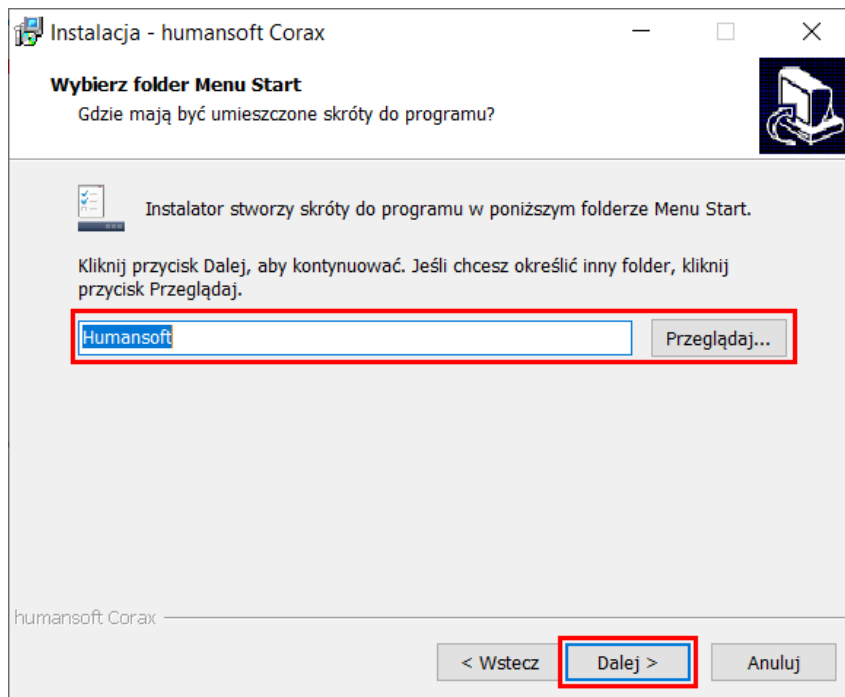 Instalacja - humansoft Corax
Wybierz folder Menu Start
Gdzie mają być umieszczone skróty do programu?
Instalator stworzy skróty do programu w poniższym folderze Menu Start.
Kliknij przycisk Dalej, aby kontynuować. Jeśli chcesz określić inny folder, kliknij
przycisk Przeglądaj.
Humansoft
Przeglądaj...
humansoft Corax
< Wstecz
Dalej >
Anuluj